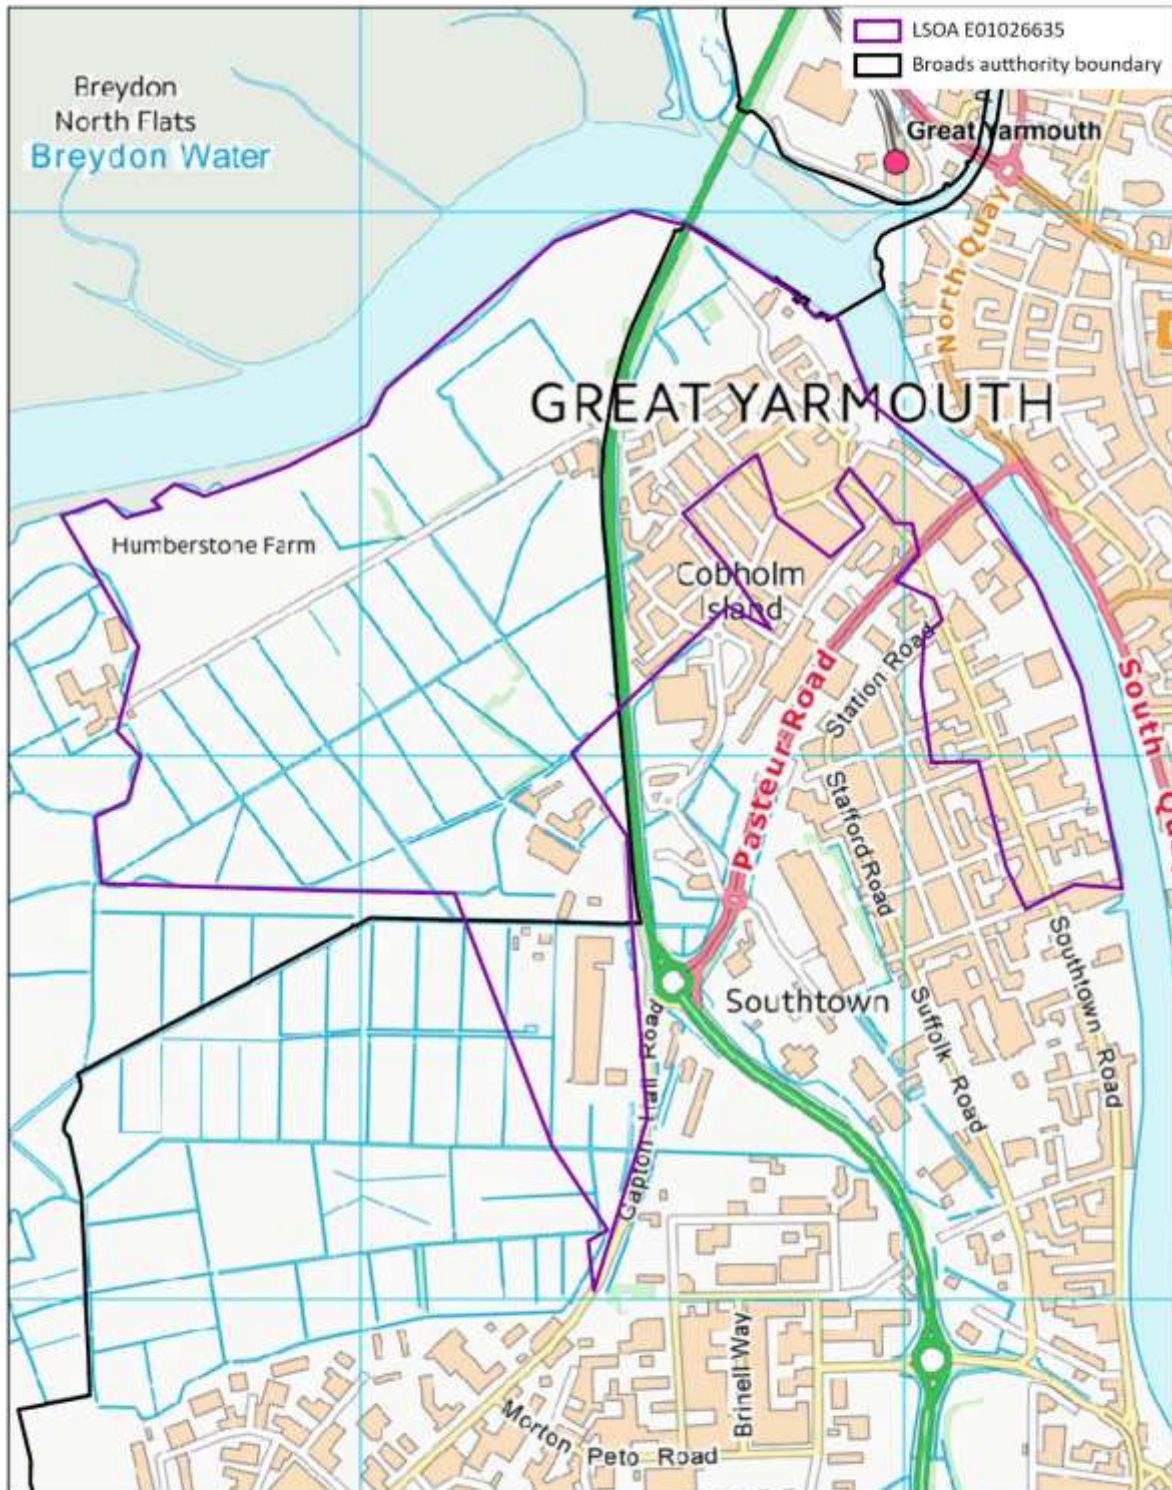 LSOA E01026635
Broads autthority boundary
Breydon
North Flats
Breydon Water
Great Yarmouth
North Quay
GREAT YARMOUTH
Humberstone Farm
Cobholm
Island
Station Road
South
Pasteur Road
Stafford Road
Southtown
Southtown Road
Suffolk Road
Gapton Hall Road
Brinell Way
Morton
Peto Road